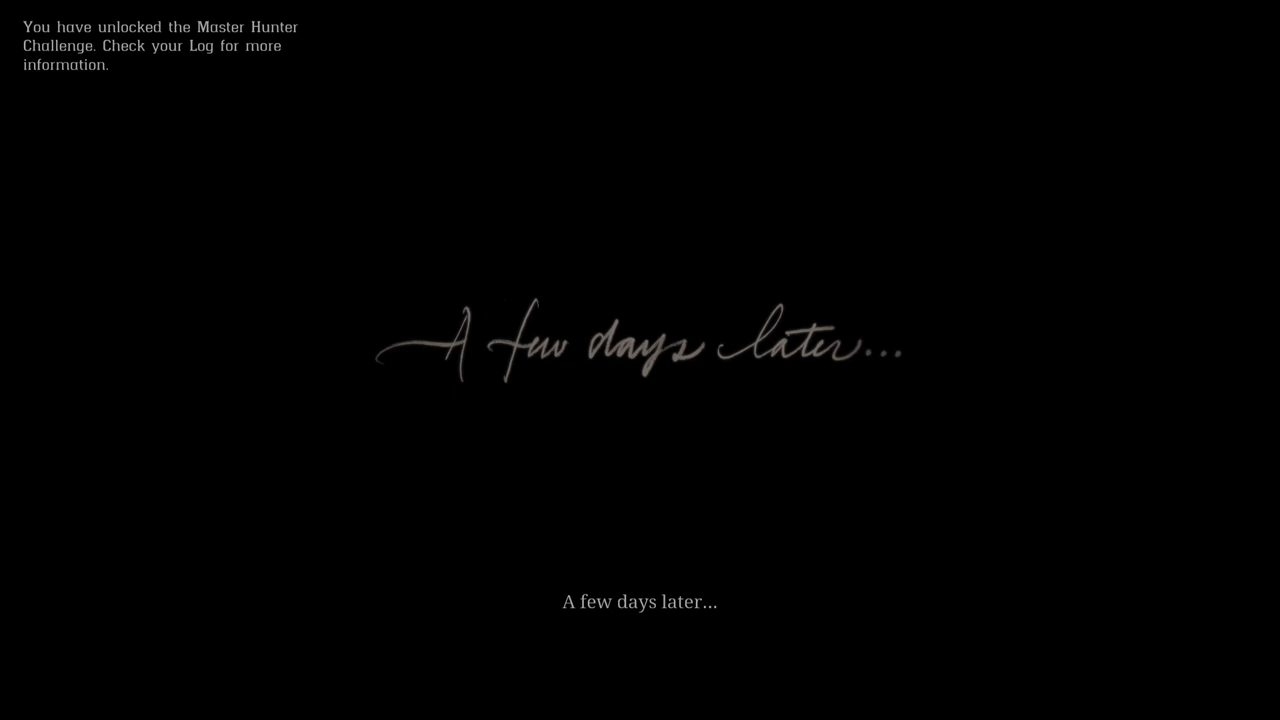 You have unlocked the Master Hunter
Challenge. Check your Log for more
information.
A few days later...
A few days later...